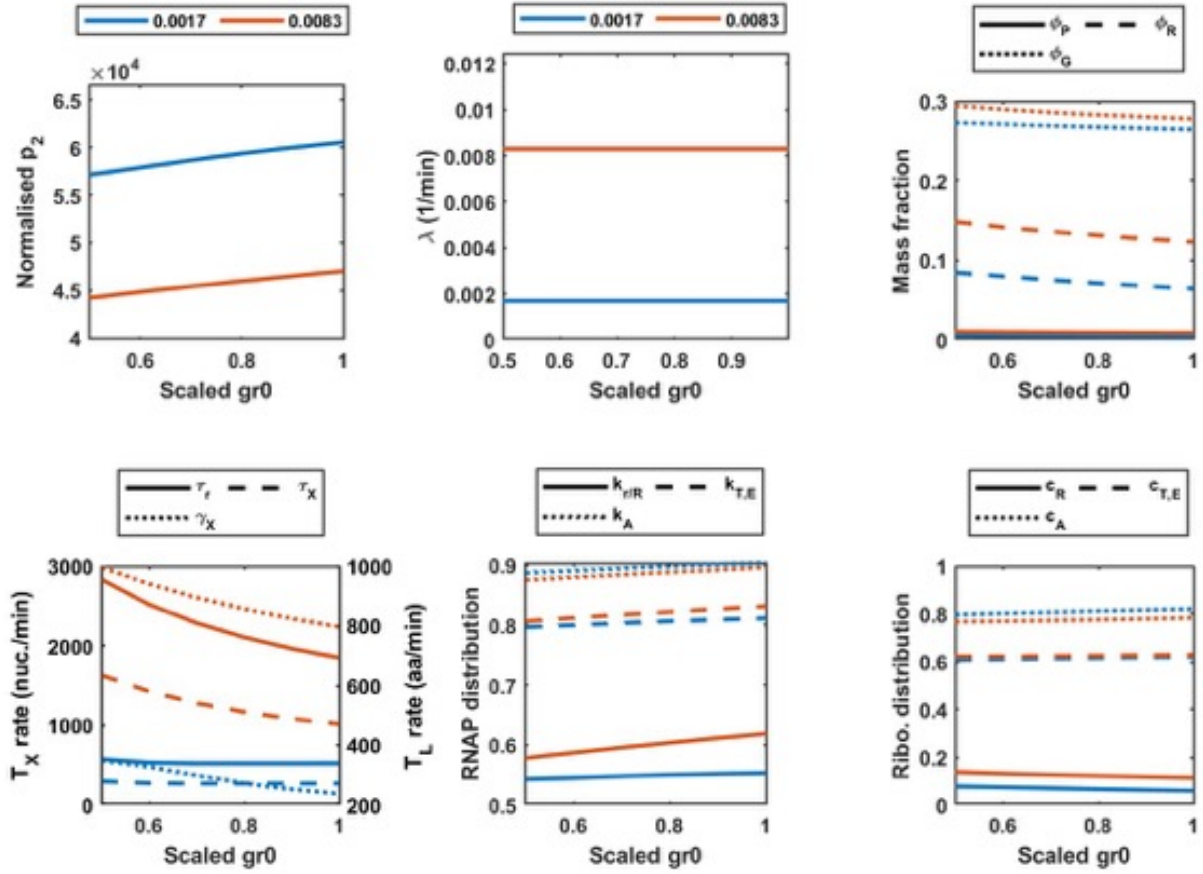 0.0017 0.0083
×10⁴
6.5
6
5.5
5
4.5
4
Normalised p₂
0.6 0.8 1
Scaled gr0
0.0017 0.0083
0.012
0.01
0.008
0.006
0.004
0.002
0
λ (1/min)
0.5 0.6 0.7 0.8 0.9
Scaled gr0
ϕ_P ϕ_R
ϕ_G
0.3
0.2
0.1
0
Mass fraction
0.6 0.8 1
Scaled gr0
τ_r τ_X
γ_X
3000
2000
1000
0
T_X rate (nuc./min)
1000
800
600
400
200
T_L rate (aa/min)
0.6 0.8 1
Scaled gr0
k_r/R k_T,E
k_A
0.9
0.8
0.7
0.6
0.5
RNAP distribution
0.6 0.8 1
Scaled gr0
c_R c_T,E
c_A
1
0.8
0.6
0.4
0.2
0
Ribo. distribution
0.6 0.8 1
Scaled gr0